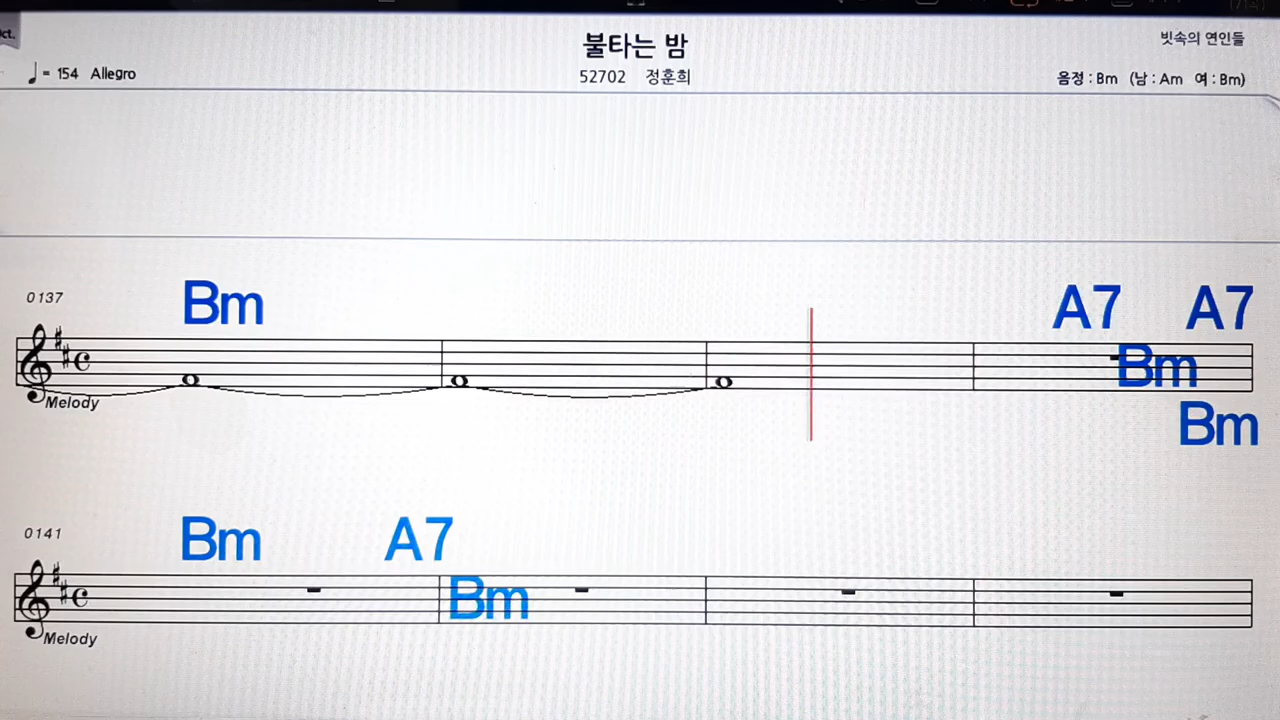 불타는 밤
빗속의 연인들
♩= 154 Allegro
52702 정훈희
음정 : Bm (남 : Am 여 : Bm)
0137
Bm
A7 A7
Bm
Melody
Bm
0141
Bm A7
Bm
Melody